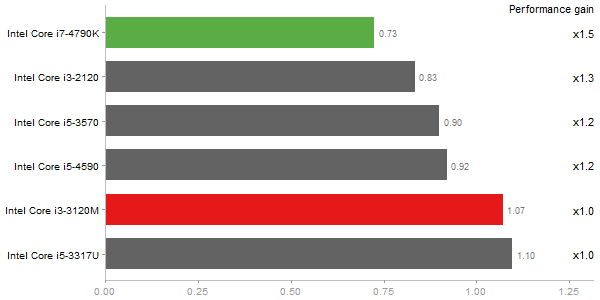 Performance gain
Intel Core i7-4790K 0.73 x1.5
Intel Core i3-2120 0.83 x1.3
Intel Core i5-3570 0.90 x1.2
Intel Core i5-4590 0.92 x1.2
Intel Core i3-3120M 1.07 x1.0
Intel Core i5-3317U 1.10 x1.0
0.00 0.25 0.50 0.75 1.00 1.25